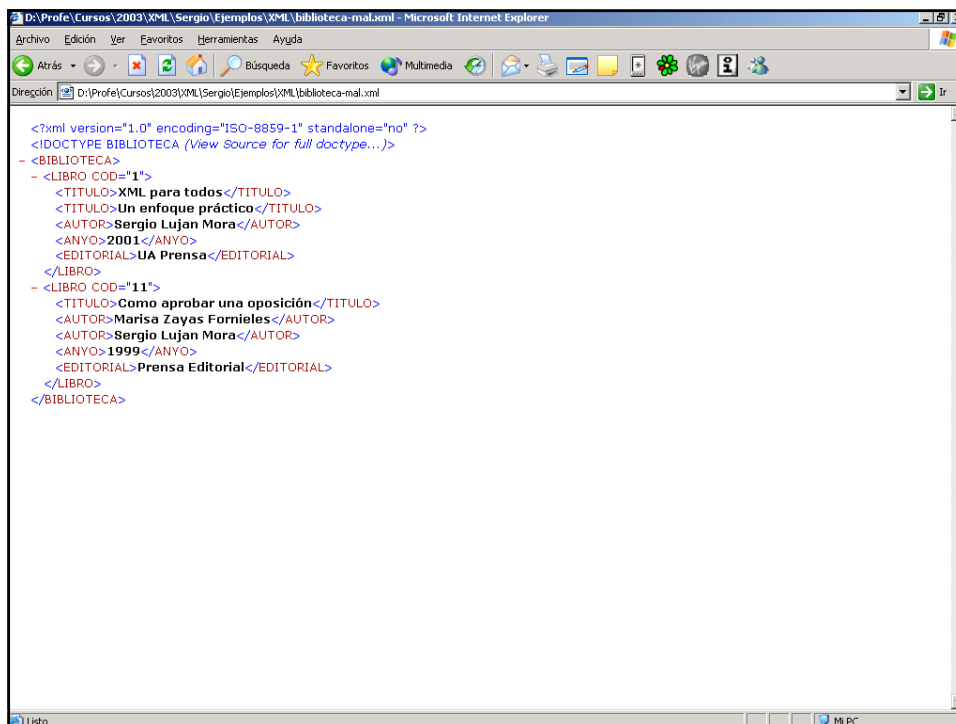 D:\Profe\Cursos\2003\XML\Sergio\Ejemplos\XML\biblioteca-mal.xml - Microsoft Internet Explorer
Archivo Edición Ver Favoritos Herramientas Ayuda
Atrás Búsqueda Favoritos Multimedia
Dirección D:\Profe\Cursos\2003\XML\Sergio\Ejemplos\XML\biblioteca-mal.xml Ir
<?xml version="1.0" encoding="ISO-8859-1" standalone="no" ?>
<!DOCTYPE BIBLIOTECA (View Source for full doctype...)>
- <BIBLIOTECA>
- <LIBRO COD="1">
<TITULO>XML para todos</TITULO>
<TITULO>Un enfoque práctico</TITULO>
<AUTOR>Sergio Lujan Mora</AUTOR>
<ANYO>2001</ANYO>
<EDITORIAL>UA Prensa</EDITORIAL>
</LIBRO>
- <LIBRO COD="11">
<TITULO>Como aprobar una oposición</TITULO>
<AUTOR>Marisa Zayas Fornieles</AUTOR>
<AUTOR>Sergio Lujan Mora</AUTOR>
<ANYO>1999</ANYO>
<EDITORIAL>Prensa Editorial</EDITORIAL>
</LIBRO>
</BIBLIOTECA>
Listo Mi PC